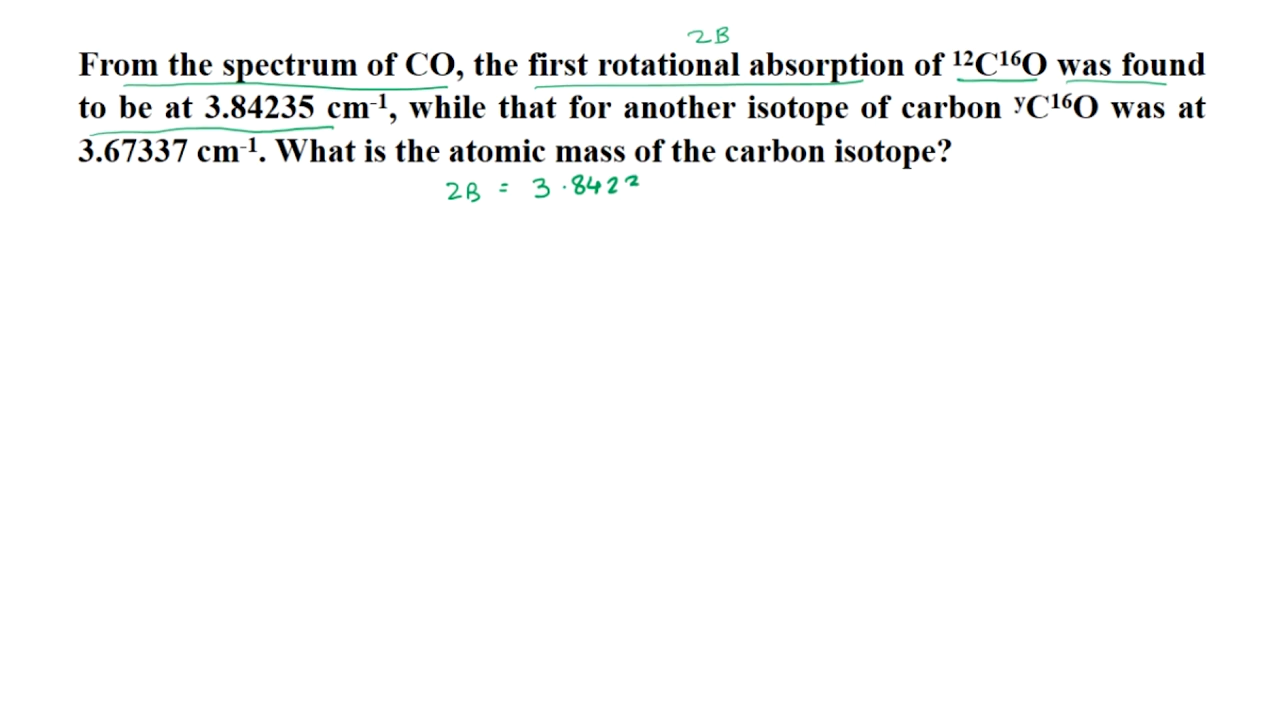 2B
From the spectrum of CO, the first rotational absorption of ¹²C¹⁶O was found
to be at 3.84235 cm⁻¹, while that for another isotope of carbon ʸC¹⁶O was at
3.67337 cm⁻¹. What is the atomic mass of the carbon isotope?
2B = 3.8422